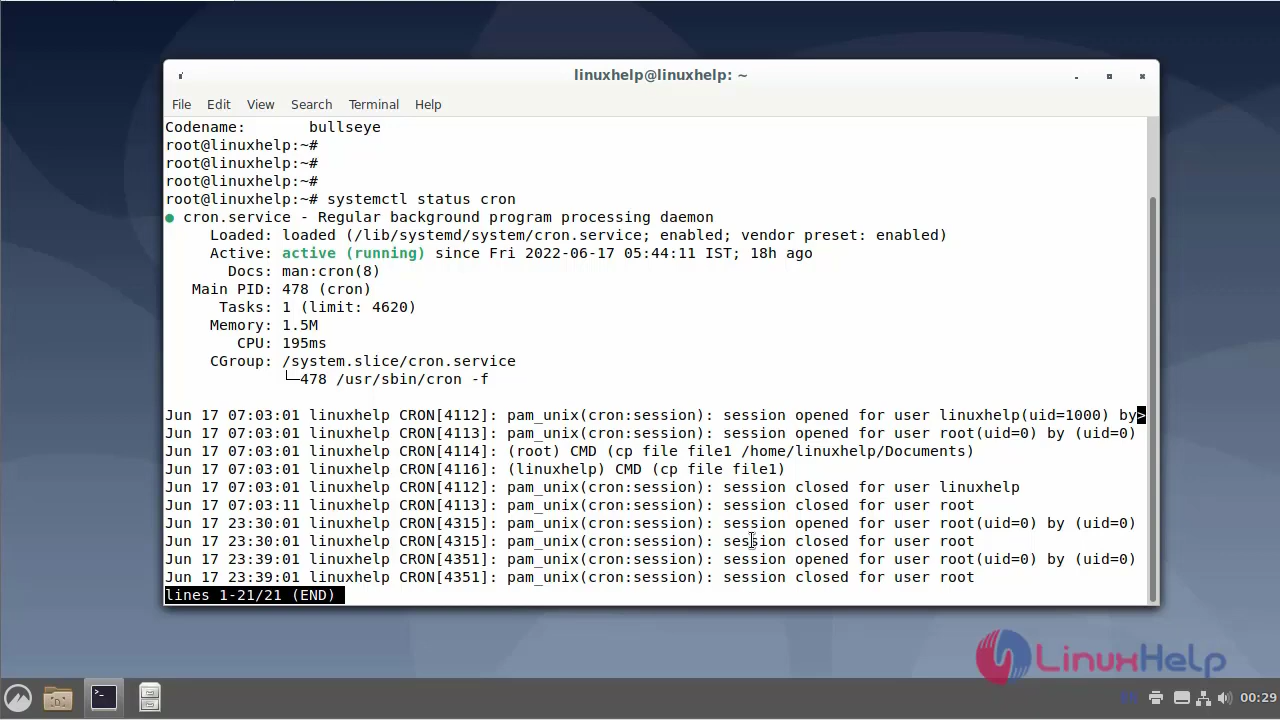 linuxhelp@linuxhelp: ~
File Edit View Search Terminal Help
Codename:       bullseye
root@linuxhelp:~#
root@linuxhelp:~#
root@linuxhelp:~#
root@linuxhelp:~# systemctl status cron
● cron.service - Regular background program processing daemon
     Loaded: loaded (/lib/systemd/system/cron.service; enabled; vendor preset: enabled)
     Active: active (running) since Fri 2022-06-17 05:44:11 IST; 18h ago
       Docs: man:cron(8)
   Main PID: 478 (cron)
      Tasks: 1 (limit: 4620)
     Memory: 1.5M
        CPU: 195ms
     CGroup: /system.slice/cron.service
             └─478 /usr/sbin/cron -f
Jun 17 07:03:01 linuxhelp CRON[4112]: pam_unix(cron:session): session opened for user linuxhelp(uid=1000) by>
Jun 17 07:03:01 linuxhelp CRON[4113]: pam_unix(cron:session): session opened for user root(uid=0) by (uid=0)
Jun 17 07:03:01 linuxhelp CRON[4114]: (root) CMD (cp file file1 /home/linuxhelp/Documents)
Jun 17 07:03:01 linuxhelp CRON[4116]: (linuxhelp) CMD (cp file file1)
Jun 17 07:03:01 linuxhelp CRON[4112]: pam_unix(cron:session): session closed for user linuxhelp
Jun 17 07:03:11 linuxhelp CRON[4113]: pam_unix(cron:session): session closed for user root
Jun 17 23:30:01 linuxhelp CRON[4315]: pam_unix(cron:session): session opened for user root(uid=0) by (uid=0)
Jun 17 23:30:01 linuxhelp CRON[4315]: pam_unix(cron:session): session closed for user root
Jun 17 23:39:01 linuxhelp CRON[4351]: pam_unix(cron:session): session opened for user root(uid=0) by (uid=0)
Jun 17 23:39:01 linuxhelp CRON[4351]: pam_unix(cron:session): session closed for user root
lines 1-21/21 (END)
LinuxHelp
00:29